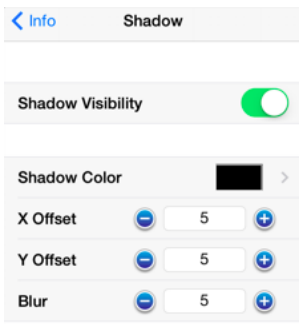 Info Shadow
Shadow Visibility
Shadow Color
X Offset 5
Y Offset 5
Blur 5